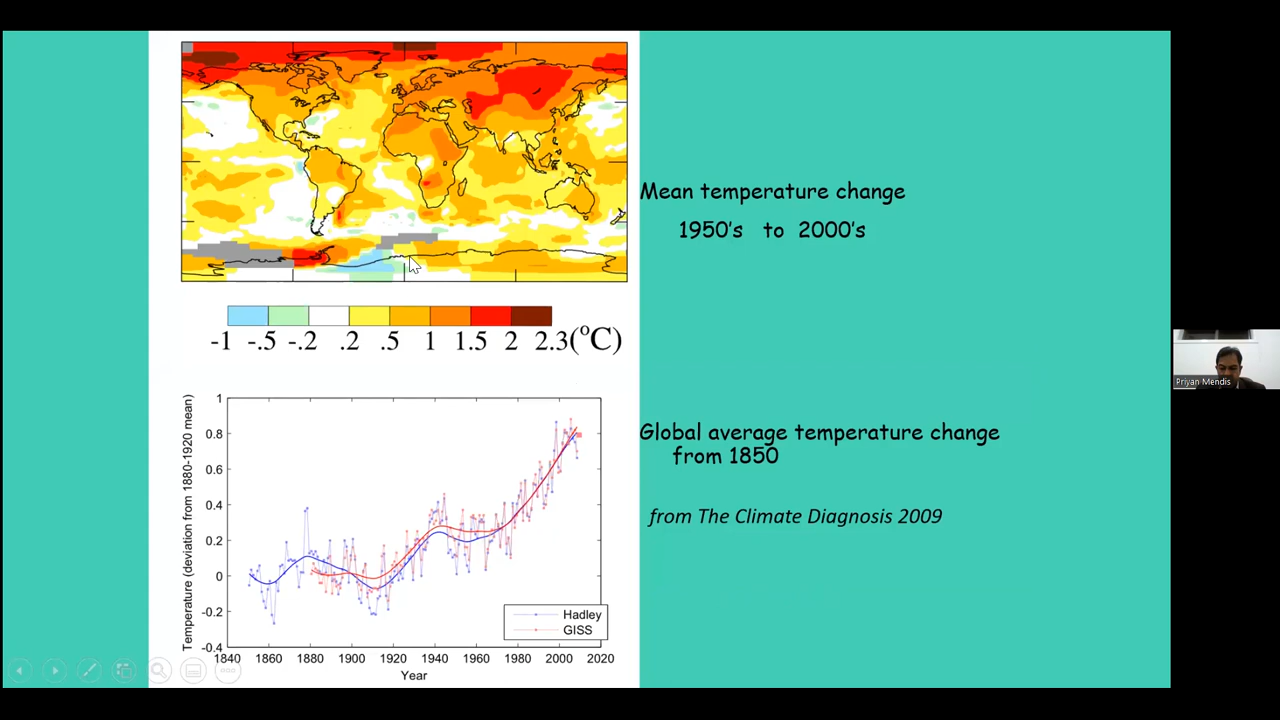 Mean temperature change
1950's to 2000's
-1 -.5 -.2 .2 .5 1 1.5 2 2.3(°C)
Global average temperature change
from 1850
from The Climate Diagnosis 2009
Temperature (deviation from 1880-1920 mean)
1
0.8
0.6
0.4
0.2
0
-0.2
-0.4
Hadley
GISS
1840 1860 1880 1900 1920 1940 1960 1980 2000 2020
Year
Priyan Mendis